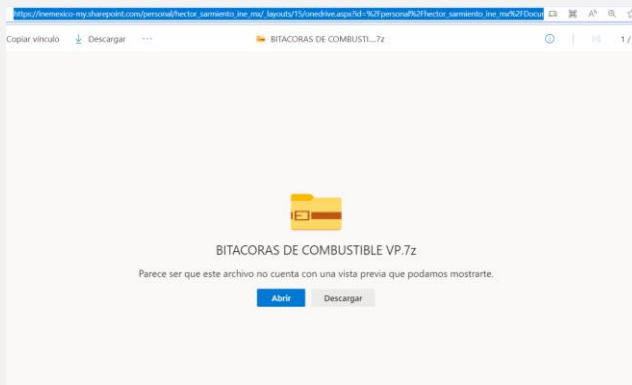 https://inemexico-my.sharepoint.com/personal/hector_sarmiento_ine_mx/_layouts/15/onedrive.aspx?id=%2Fpersonal%2Fhector_sarmiento_ine_mx%2FDocur
Copiar vínculo Descargar ··· BITACORAS DE COMBUSTI...7z 1 /
BITACORAS DE COMBUSTIBLE VP.7z
Parece ser que este archivo no cuenta con una vista previa que podamos mostrarte.
Abrir Descargar